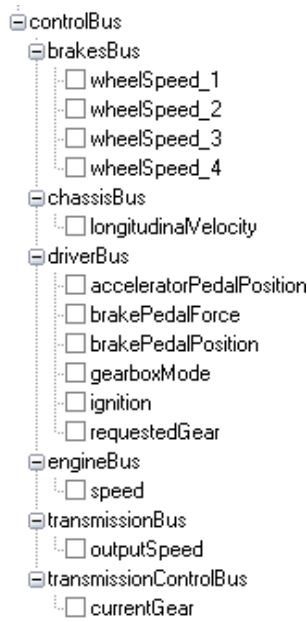 controlBus
brakesBus
wheelSpeed_1
wheelSpeed_2
wheelSpeed_3
wheelSpeed_4
chassisBus
longitudinalVelocity
driverBus
acceleratorPedalPosition
brakePedalForce
brakePedalPosition
gearboxMode
ignition
requestedGear
engineBus
speed
transmissionBus
outputSpeed
transmissionControlBus
currentGear